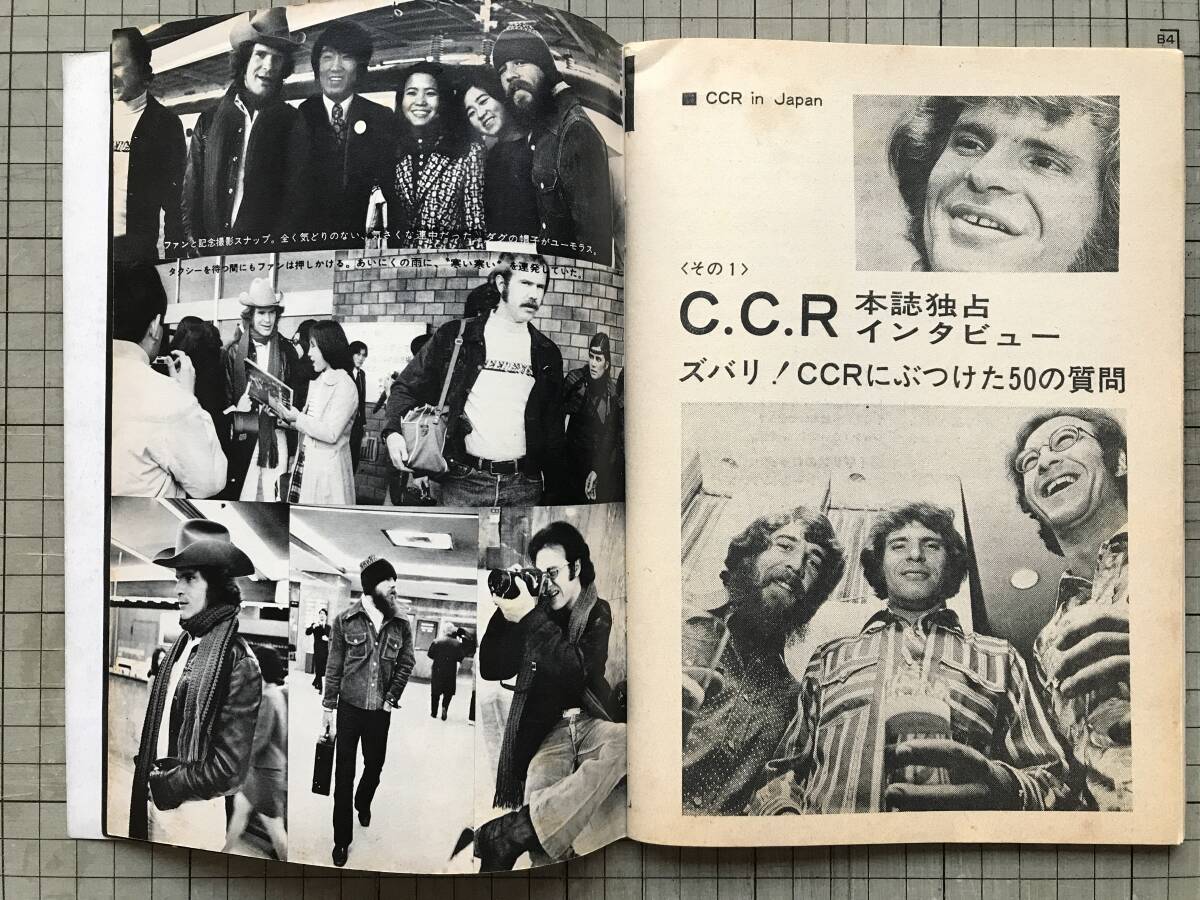 ファンと記念撮影スナップ。全く気どりのない、気さくな連中だった。ダグの帽子がユーモラス。
タクシーを待つ間にもファンは押しかける。あいにくの雨に、“寒い寒い”を連発していた。
■ CCR in Japan
〈その1〉
C.C.R 本誌独占
インタビュー
ズバリ!CCRにぶつけた50の質問
B4